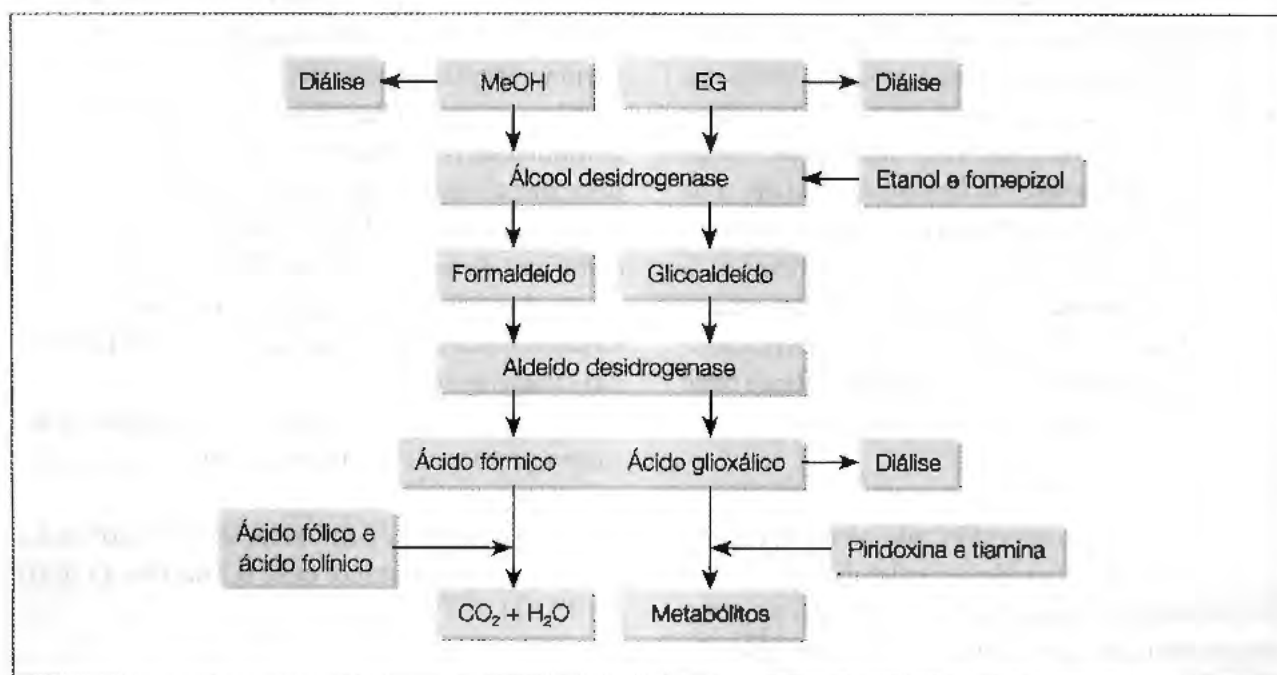 Diálise
MeOH
EG
Diálise
Álcool desidrogenase
Etanol e fomepizol
Formaldeído
Glicoaldeído
Aldeído desidrogenase
Ácido fórmico
Ácido glioxálico
Diálise
Ácido fólico e
ácido folínico
Piridoxina e tiamina
CO₂ + H₂O
Metabólitos